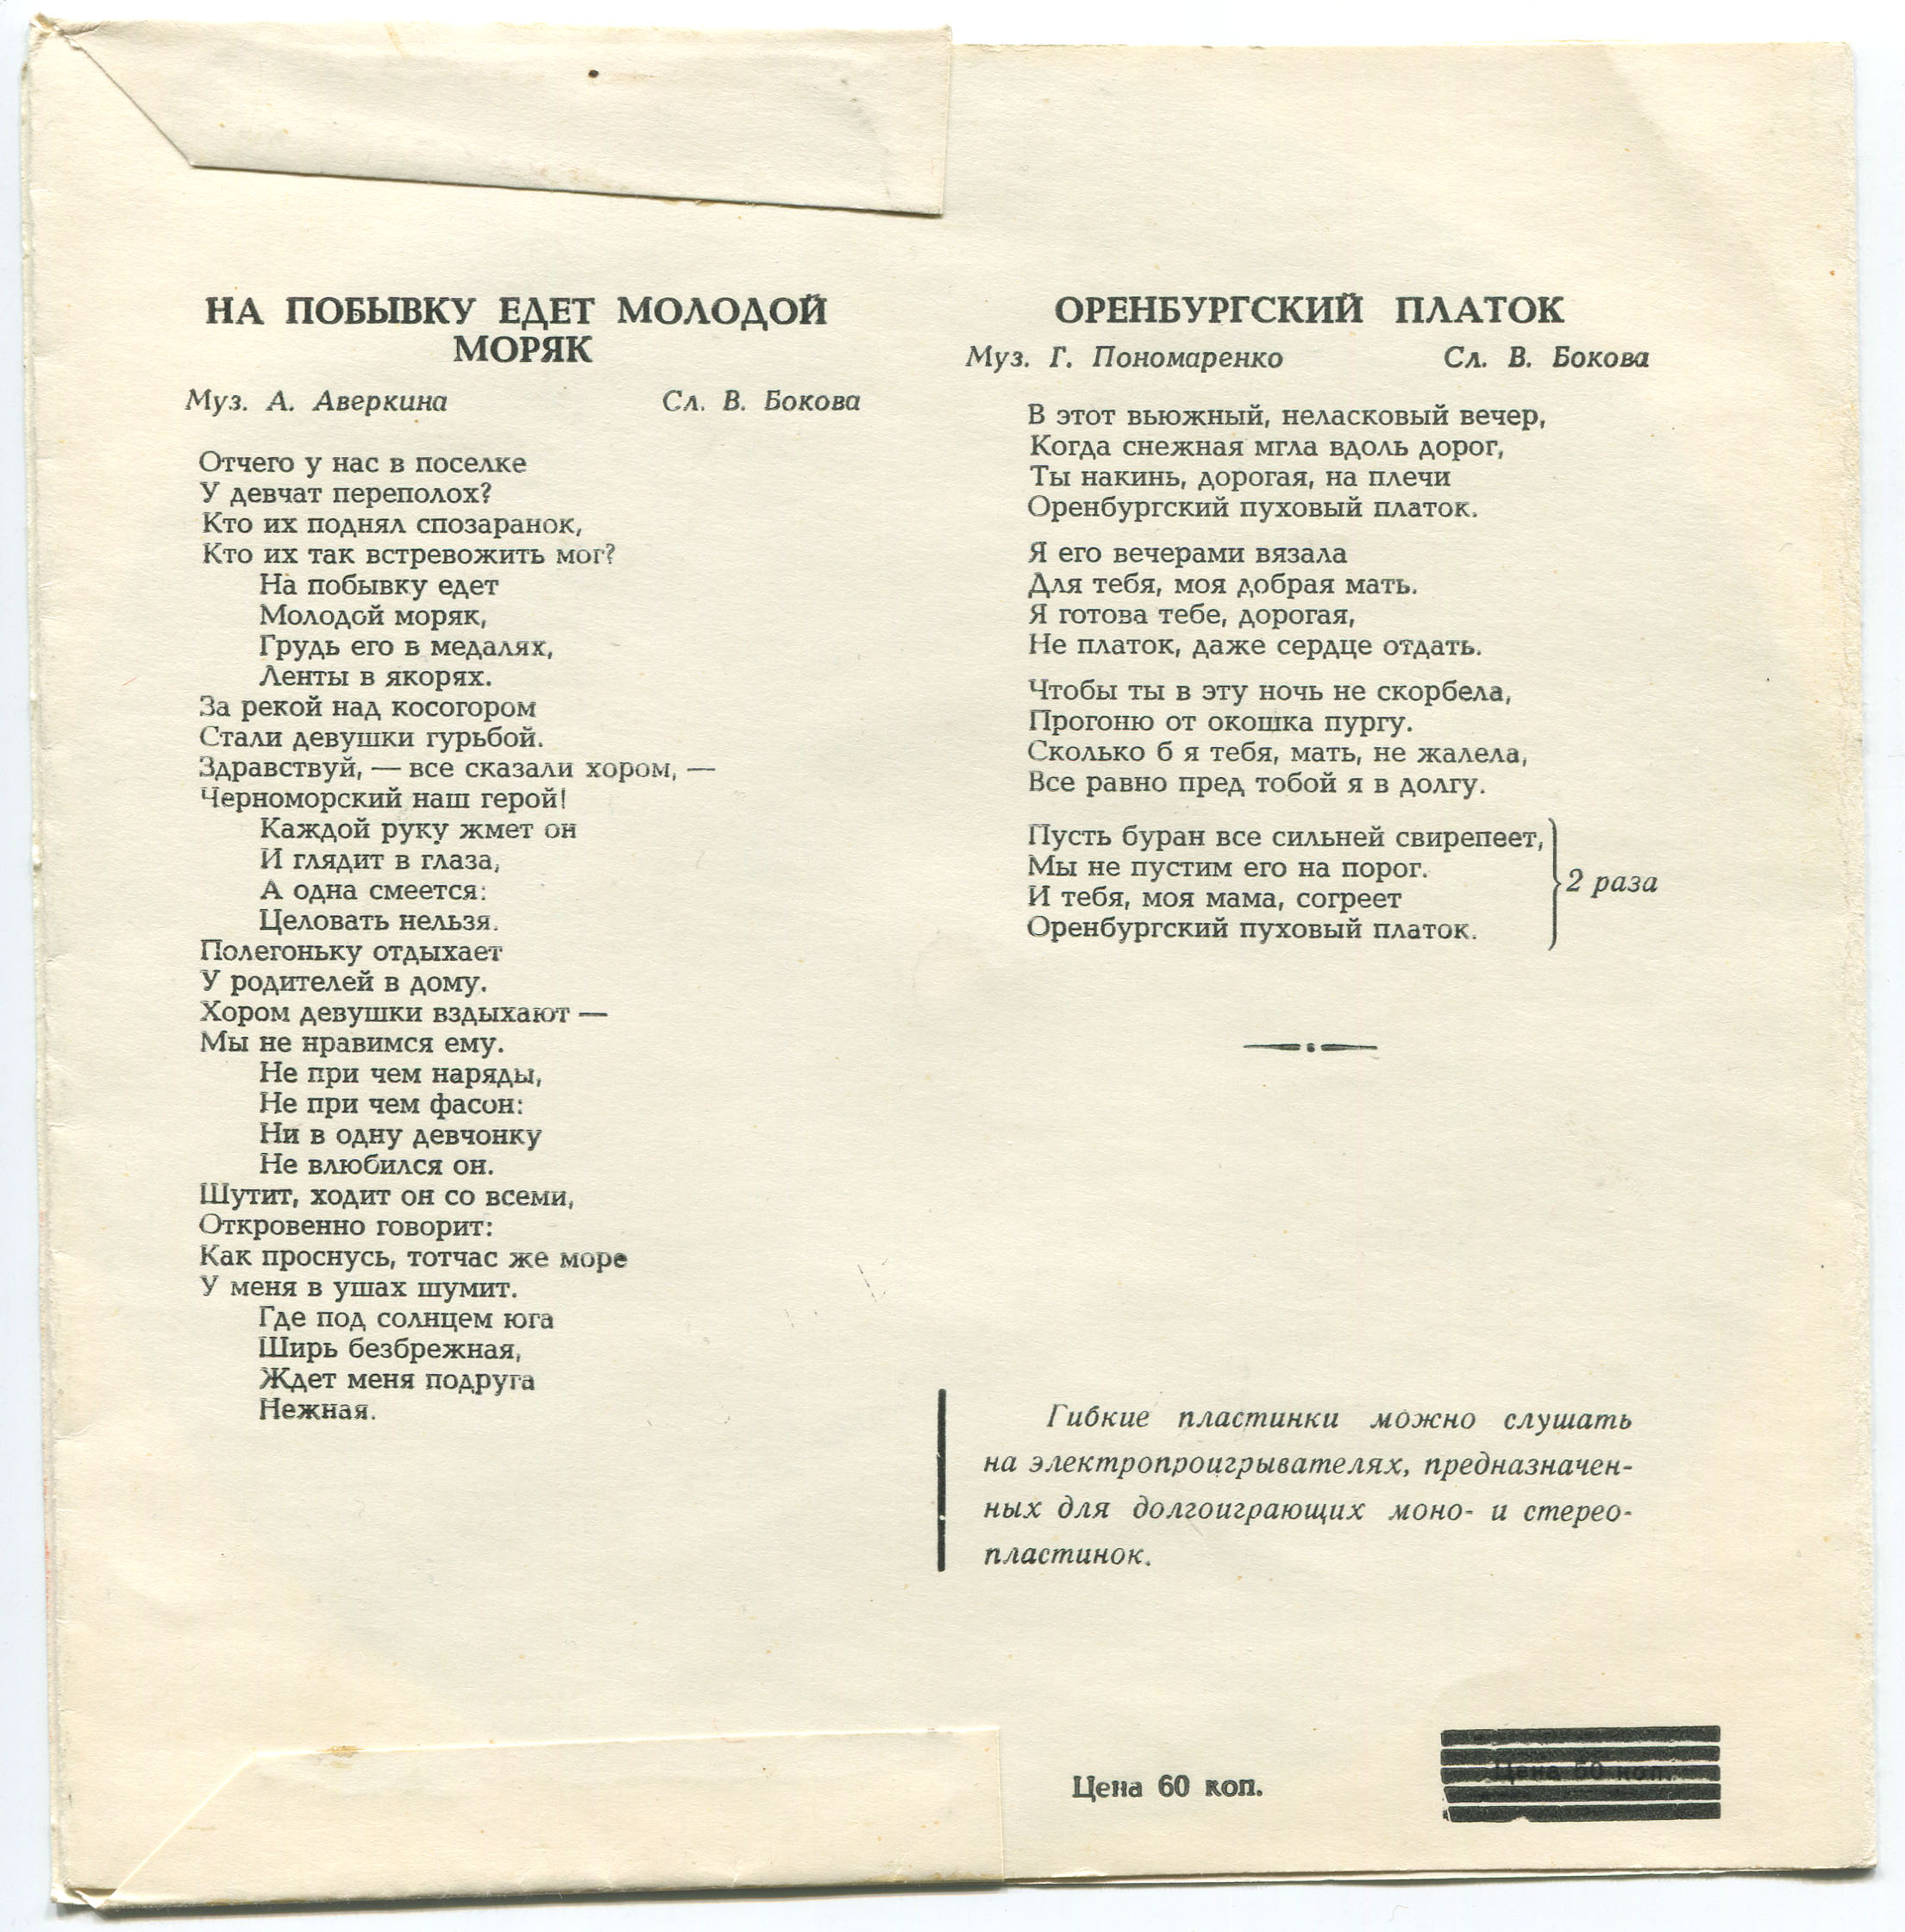 НА ПОБЫВКУ ЕДЕТ МОЛОДОЙ
МОРЯК
Муз. А. Аверкина Сл. В. Бокова
Отчего у нас в поселке
У девчат переполох?
Кто их поднял спозаранок,
Кто их так встревожить мог?
На побывку едет
Молодой моряк,
Грудь его в медалях,
Ленты в якорях.
За рекой над косогором
Стали девушки гурьбой.
Здравствуй, — все сказали хором, —
Черноморский наш герой!
Каждой руку жмет он
И глядит в глаза,
А одна смеется:
Целовать нельзя.
Полегоньку отдыхает
У родителей в дому.
Хором девушки вздыхают —
Мы не нравимся ему.
Не при чем наряды,
Не при чем фасон:
Ни в одну девчонку
Не влюбился он.
Шутит, ходит он со всеми,
Откровенно говорит:
Как проснусь, тотчас же море
У меня в ушах шумит.
Где под солнцем юга
Ширь безбрежная,
Ждет меня подруга
Нежная.
ОРЕНБУРГСКИЙ ПЛАТОК
Муз. Г. Пономаренко Сл. В. Бокова
В этот вьюжный, неласковый вечер,
Когда снежная мгла вдоль дорог,
Ты накинь, дорогая, на плечи
Оренбургский пуховый платок.
Я его вечерами вязала
Для тебя, моя добрая мать.
Я готова тебе, дорогая,
Не платок, даже сердце отдать.
Чтобы ты в эту ночь не скорбела,
Прогоню от окошка пургу.
Сколько б я тебя, мать, не жалела,
Все равно пред тобой я в долгу.
Пусть буран все сильней свирепеет,
Мы не пустим его на порог.
И тебя, моя мама, согреет
Оренбургский пуховый платок.
2 раза
Гибкие пластинки можно слушать
на электропроигрывателях, предназначен-
ных для долгоиграющих моно- и стерео-
пластинок.
Цена 60 коп.
Цена 50 коп.